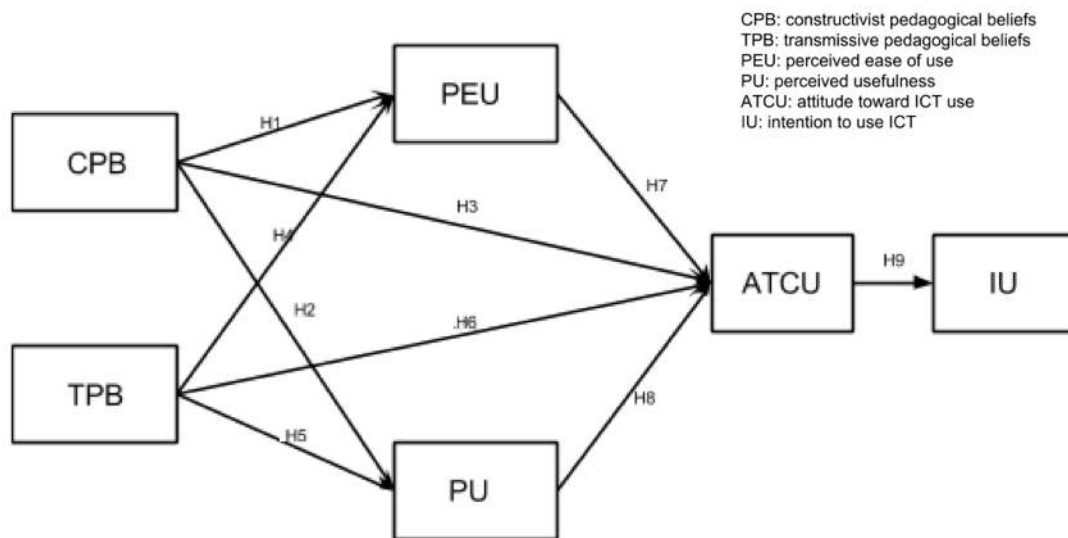 CPB: constructivist pedagogical beliefs
TPB: transmissive pedagogical beliefs
PEU: perceived ease of use
PU: perceived usefulness
ATCU: attitude toward ICT use
IU: intention to use ICT
PEU
H1
CPB
H7
H3
H4
ATCU
H9
IU
H2
.H6
TPB
H8
.H5
PU